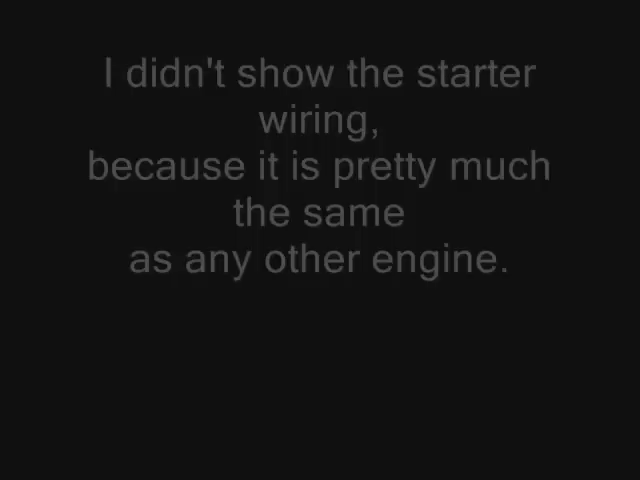 I didn't show the starter
wiring,
because it is pretty much
the same
as any other engine.